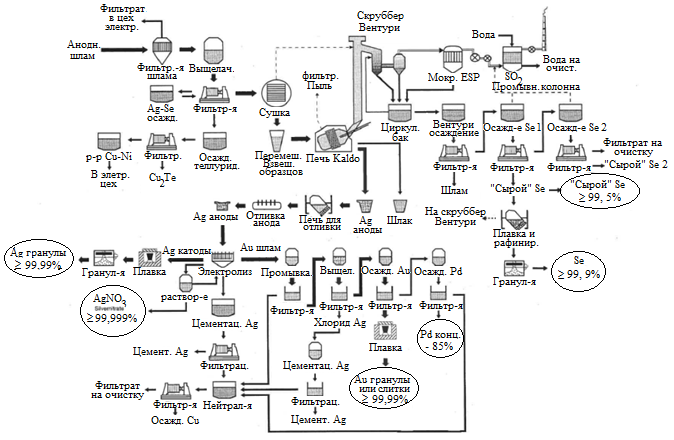 Фильтрат
в цех
электр.
Скруббер
Вентури
Анодн.
шлам
Фильтр.-я
шлама
Выщелач.
фильтр.
Пыль
Мокр. ESP
Вода
SO2
Вода на
очист.
Промывн.колонна
Ag-Se
осажд.
Фильтр-я
Сушка
Циркул.
бак
Вентури
осаждение
Осажд-е Se 1
Осажд-е Se 2
р-р Cu-Ni
Фильтр.
Осажд.
теллурид.
Перемеш.
Взвеш.
образцов
Печь Kaldo
Фильтр-я
Фильтр-я
Фильтр-я
Фильтрат на
очистку
"Сырой" Se 2
В элетр.
цех
Cu2Te
Шлам
"Сырой" Se
"Сырой" Se
≥ 99, 5%
Ag аноды
Отливка
анода
Печь для
отливки
Ag
аноды
Шлак
На скруббер
Вентури
Плавка и
рафинир.
Ag гранулы
≥ 99,99%
Гранул-я
Плавка
Ag катоды
Электролиз
Au шлам
Промывка.
Выщел.
Осажд. Au
Осажд. Pd
Гранул-я
Se
≥ 99, 9%
AgNO3
Silvernitrate
≥ 99,999%
раствор-е
Фильтр-я
Фильтр-я
Фильтр-я
Фильтр-я
Хлорид Ag
Цементац. Ag
Плавка
Pd конц.
- 85%
Цемент. Ag
Фильтрац.
Цементац. Ag
Au гранулы
или слитки
≥ 99,99%
Фильтрат
на очистку
Фильтр-я
Нейтрал-я
Фильтрац.
Осажд. Cu
Цемент. Ag